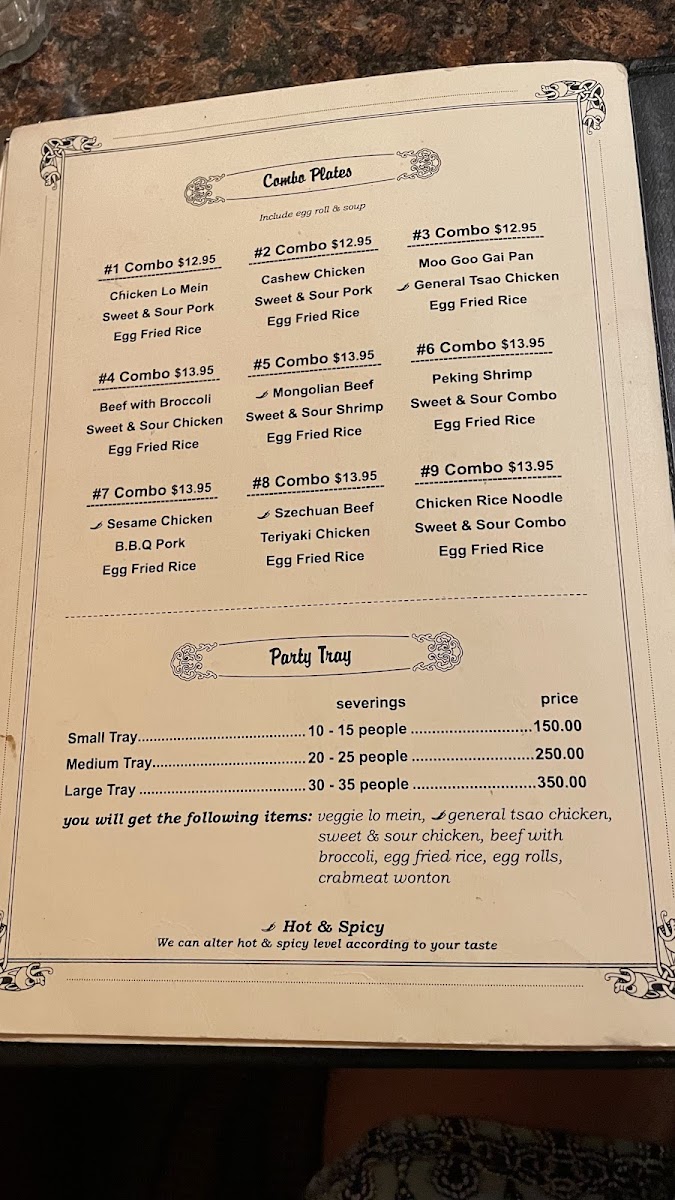 Combo Plates
Include egg roll & soup
#1 Combo $12.95
Chicken Lo Mein
Sweet & Sour Pork
Egg Fried Rice
#2 Combo $12.95
Cashew Chicken
Sweet & Sour Pork
Egg Fried Rice
#3 Combo $12.95
Moo Goo Gai Pan
General Tsao Chicken
Egg Fried Rice
#4 Combo $13.95
Beef with Broccoli
Sweet & Sour Chicken
Egg Fried Rice
#5 Combo $13.95
Mongolian Beef
Sweet & Sour Shrimp
Egg Fried Rice
#6 Combo $13.95
Peking Shrimp
Sweet & Sour Combo
Egg Fried Rice
#7 Combo $13.95
Sesame Chicken
B.B.Q Pork
Egg Fried Rice
#8 Combo $13.95
Szechuan Beef
Teriyaki Chicken
Egg Fried Rice
#9 Combo $13.95
Chicken Rice Noodle
Sweet & Sour Combo
Egg Fried Rice
Party Tray
severings price
Small Tray.......................................10 - 15 people ............................150.00
Medium Tray....................................20 - 25 people ............................250.00
Large Tray .......................................30 - 35 people ............................350.00
you will get the following items: veggie lo mein, general tsao chicken,
sweet & sour chicken, beef with
broccoli, egg fried rice, egg rolls,
crabmeat wonton
Hot & Spicy
We can alter hot & spicy level according to your taste